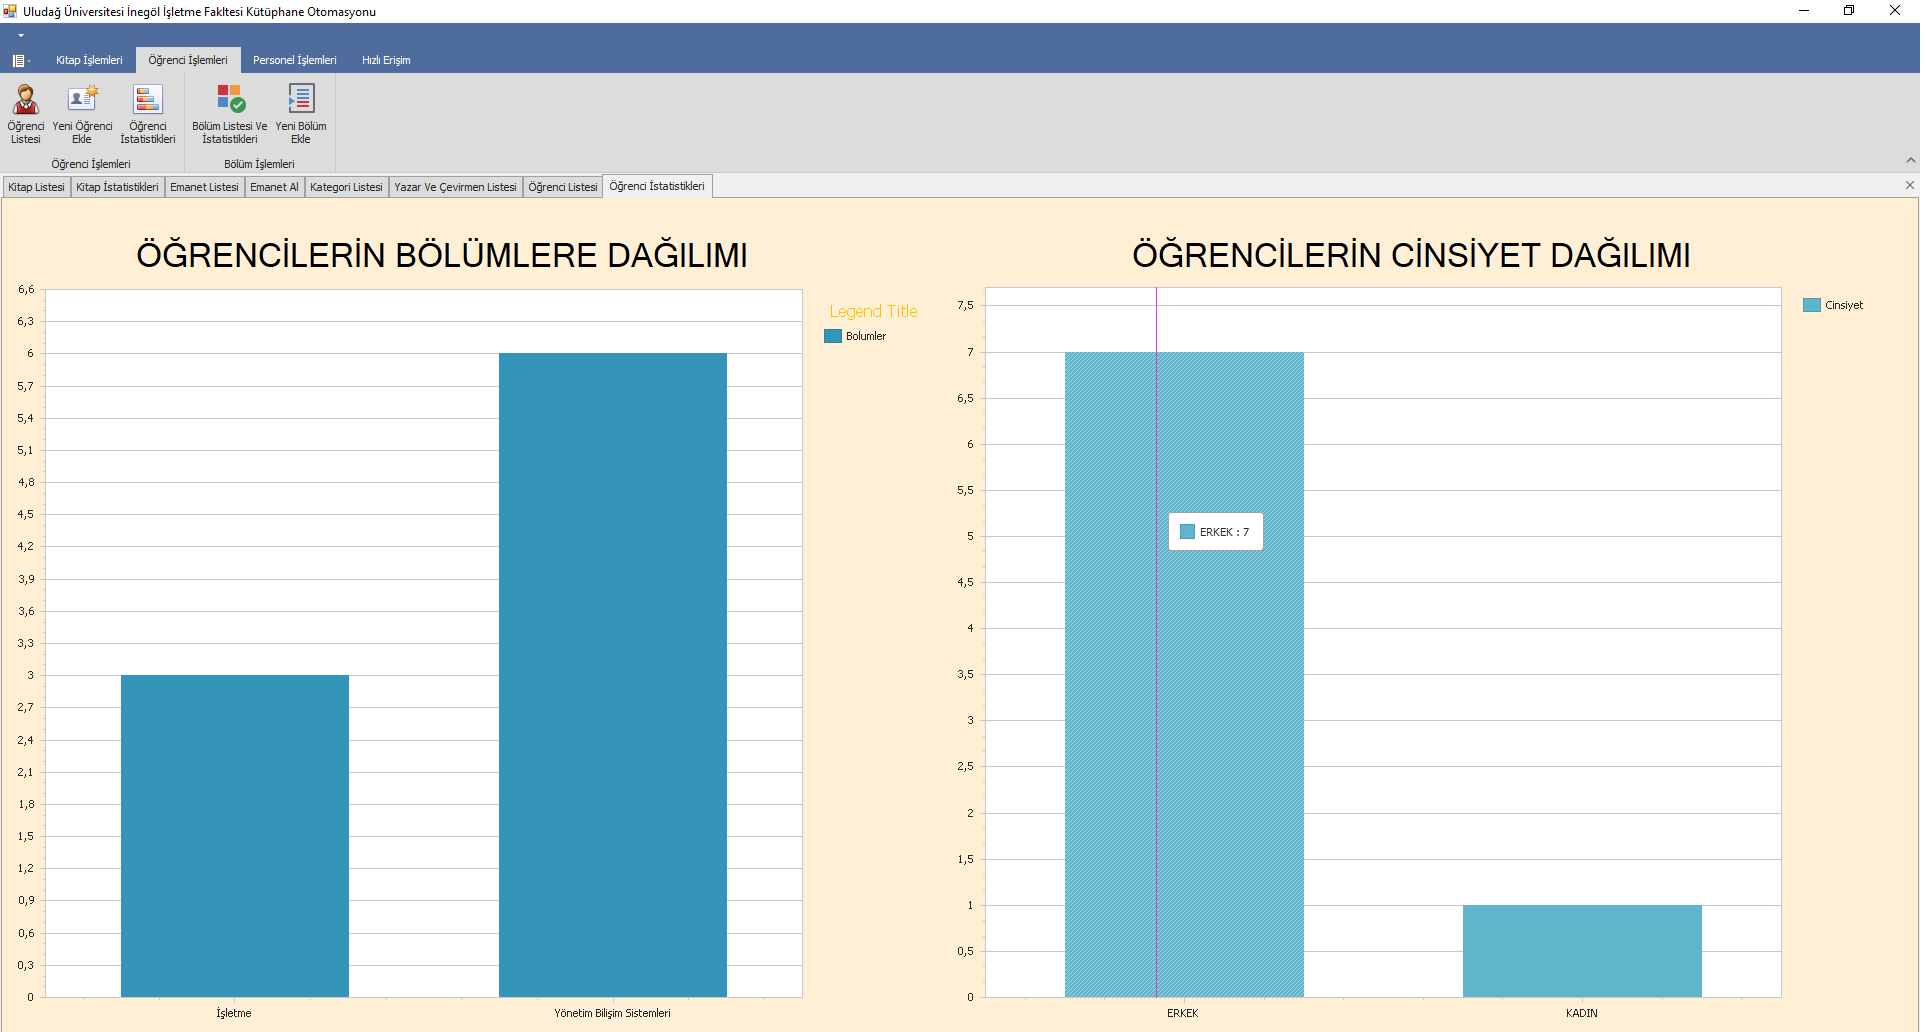 Uludağ Üniversitesi İnegöl İşletme Fakltesi Kütüphane Otomasyonu
Kitap İşlemleri
Öğrenci İşlemleri
Personel İşlemleri
Hızlı Erişim
Öğrenci
Listesi
Yeni Öğrenci
Ekle
Öğrenci
İstatistikleri
Bölüm Listesi Ve
İstatistikleri
Yeni Bölüm
Ekle
Öğrenci İşlemleri
Bölüm İşlemleri
Kitap Listesi
Kitap İstatistikleri
Emanet Listesi
Emanet Al
Kategori Listesi
Yazar Ve Çevirmen Listesi
Öğrenci Listesi
Öğrenci İstatistikleri
ÖĞRENCİLERİN BÖLÜMLERE DAĞILIMI
6,6
6,3
6
5,7
5,4
5,1
4,8
4,5
4,2
3,9
3,6
3,3
3
2,7
2,4
2,1
1,8
1,5
1,2
0,9
0,6
0,3
0
İşletme
Yönetim Bilişim Sistemleri
Legend Title
Bolumler
ÖĞRENCİLERİN CİNSİYET DAĞILIMI
7,5
7
6,5
6
5,5
5
4,5
4
3,5
3
2,5
2
1,5
1
0,5
0
ERKEK : 7
ERKEK
KADIN
Cinsiyet